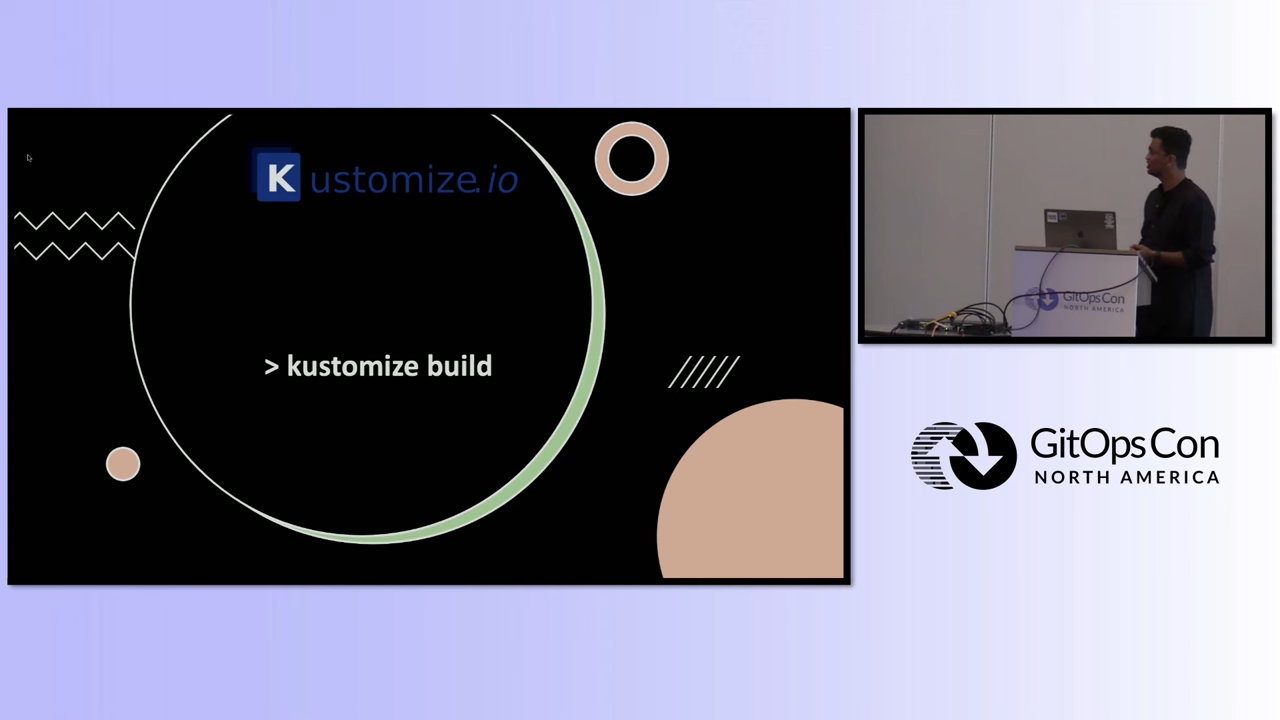 Kustomize.io
> kustomize build
GitOpsCon
NORTH AMERICA
GitOpsCon
NORTH AMERICA